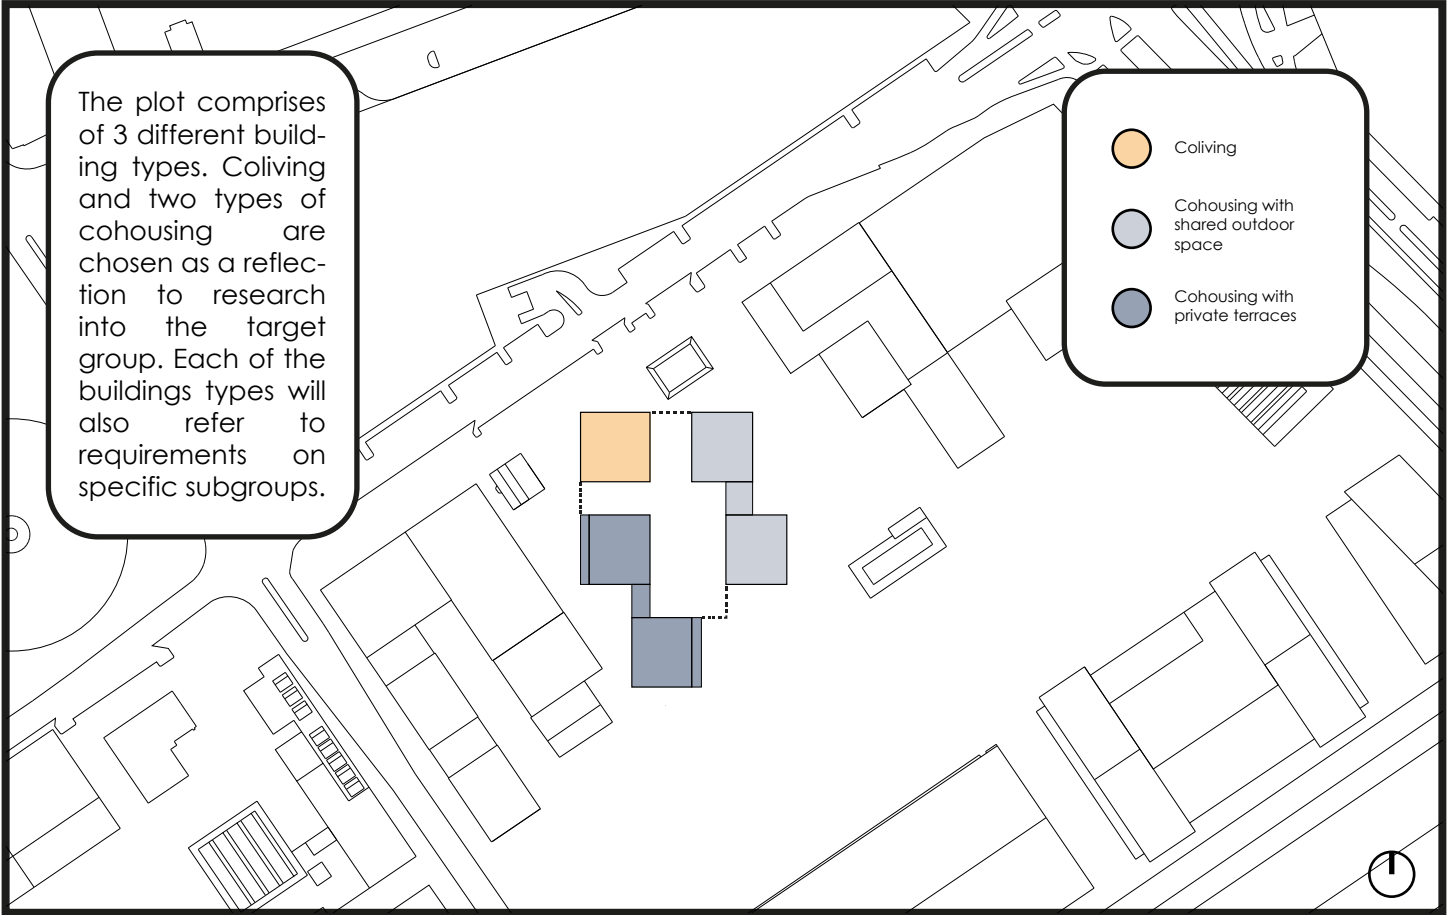 The plot comprises
of 3 different build-
ing types. Coliving
and two types of
cohousing are
chosen as a reflec-
tion to research
into the target
group. Each of the
buildings types will
also refer to
requirements on
specific subgroups.
Coliving
Cohousing with
shared outdoor
space
Cohousing with
private terraces